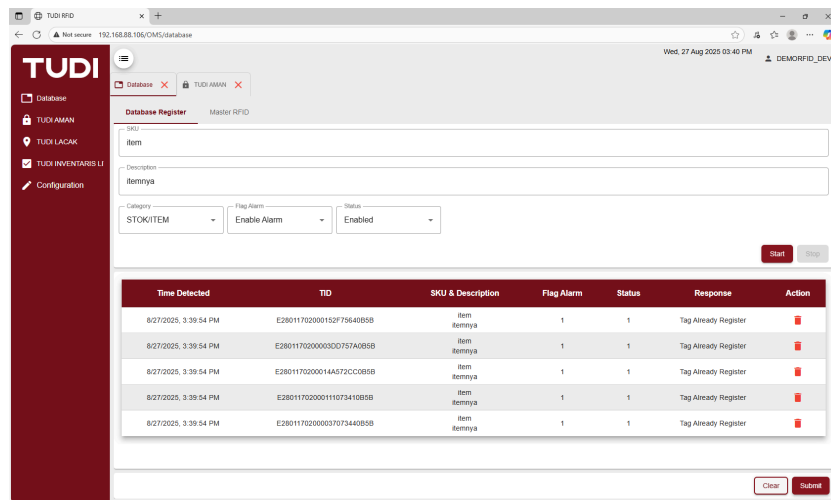 TUDI RFID
Not secure 192.168.88.106/OMS/database
TUDI
Wed, 27 Aug 2025 03:40 PM
DEMORFID_DEV
Database
TUDI AMAN
TUDI LACAK
TUDI INVENTARIS LI
Configuration
Database
TUDI AMAN
Database Register Master RFID
SKU
item
Description
itemnya
Category Flag Alarm Status
STOK/ITEM Enable Alarm Enabled
Start Stop
Time Detected TID SKU & Description Flag Alarm Status Response Action
8/27/2025, 3:39:54 PM E28011702000152F75640B5B item itemnya 1 1 Tag Already Register
8/27/2025, 3:39:54 PM E2801170200003DD757A0B5B item itemnya 1 1 Tag Already Register
8/27/2025, 3:39:54 PM E2801170200014A572CC0B5B item itemnya 1 1 Tag Already Register
8/27/2025, 3:39:54 PM E280117020000111073410B5B item itemnya 1 1 Tag Already Register
8/27/2025, 3:39:54 PM E28011702000037073440B5B item itemnya 1 1 Tag Already Register
Clear Submit